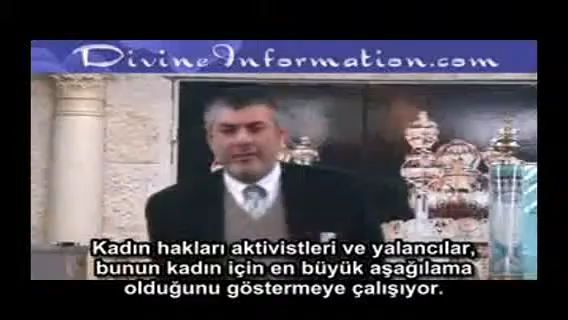 DivineInformation.com
Kadın hakları aktivistleri ve yalancılar,
bunun kadın için en büyük aşağılama
olduğunu göstermeye çalışıyor.